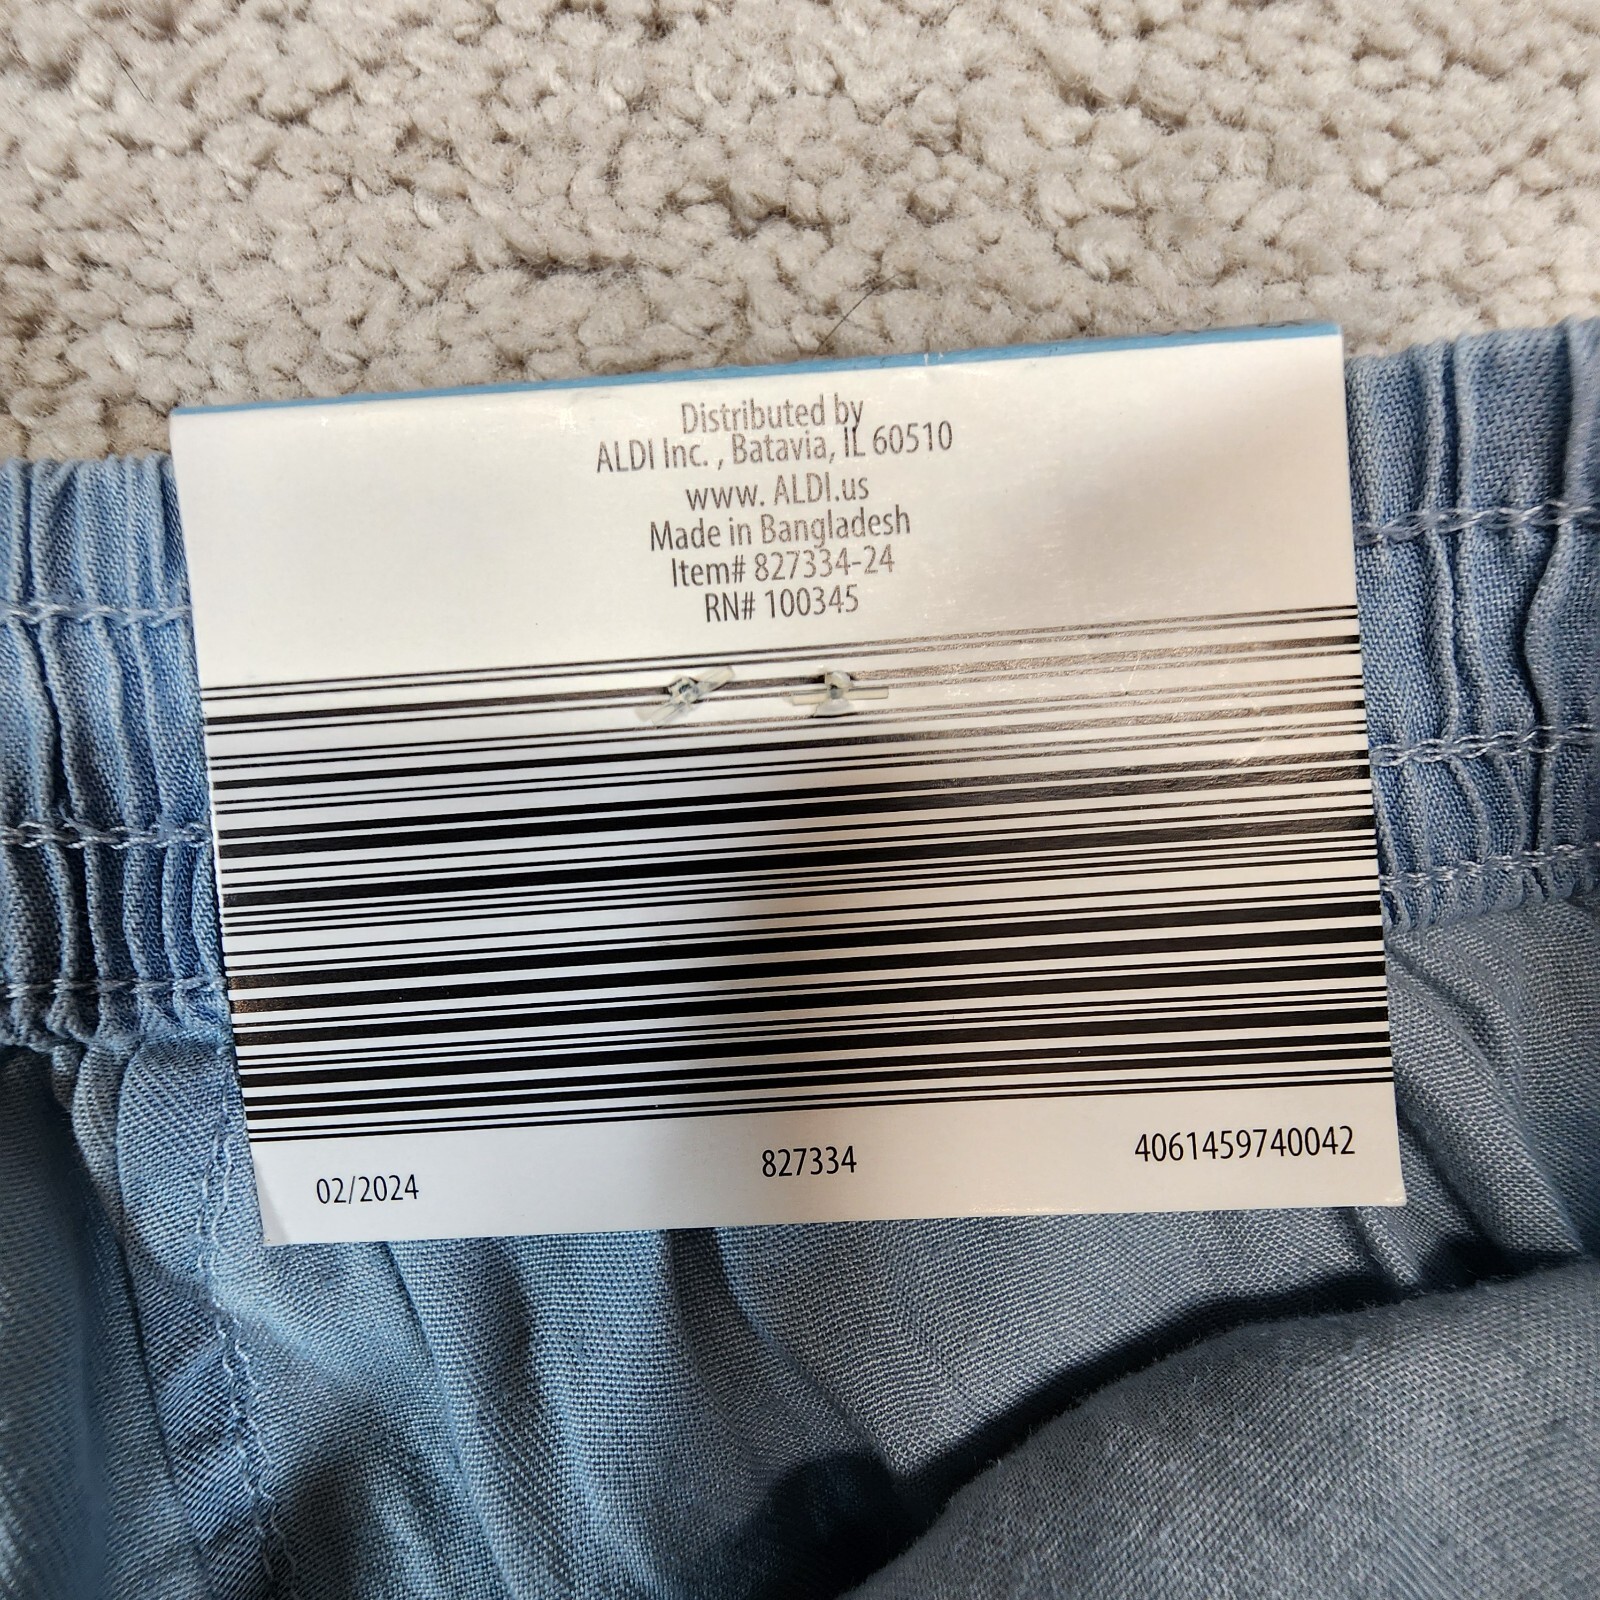 Distributed by
ALDI Inc. , Batavia, IL 60510
www. ALDI.us
Made in Bangladesh
Item# 827334-24
RN# 100345
02/2024
827334
4061459740042